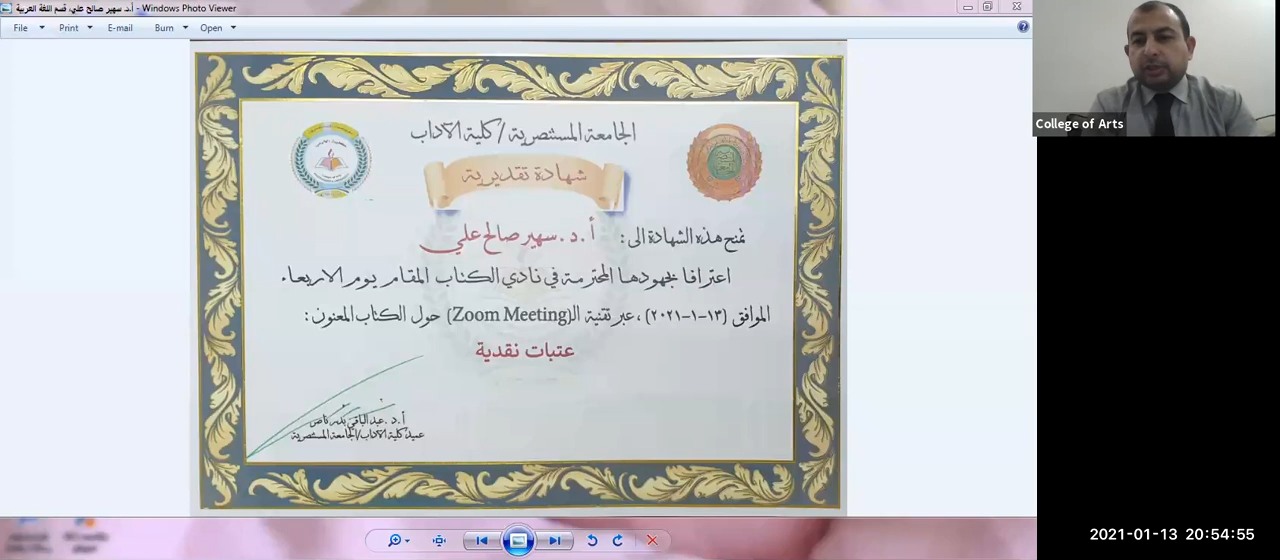 أ.د. سهير صالح علي، قسم اللغة العربية - Windows Photo Viewer
File Print E-mail Burn Open
College of Arts
الجامعة المستنصرية / كلية الآداب
شهادة تقديرية
تمنح هذه الشهادة الى: أ.د. سهير صالح علي
اعترافا بجهودها المحترمة في نادي الكتاب المقام يوم الاربعاء
الموافق (١٣-١-٢٠٢١)، عبر تقنية الـ(Zoom Meeting) حول الكتاب المعنون:
عتبات نقدية
أ.د. عبد الباقي بدر ناصر
عميد كلية الآداب/الجامعة المستنصرية
2021-01-13 20:54:55